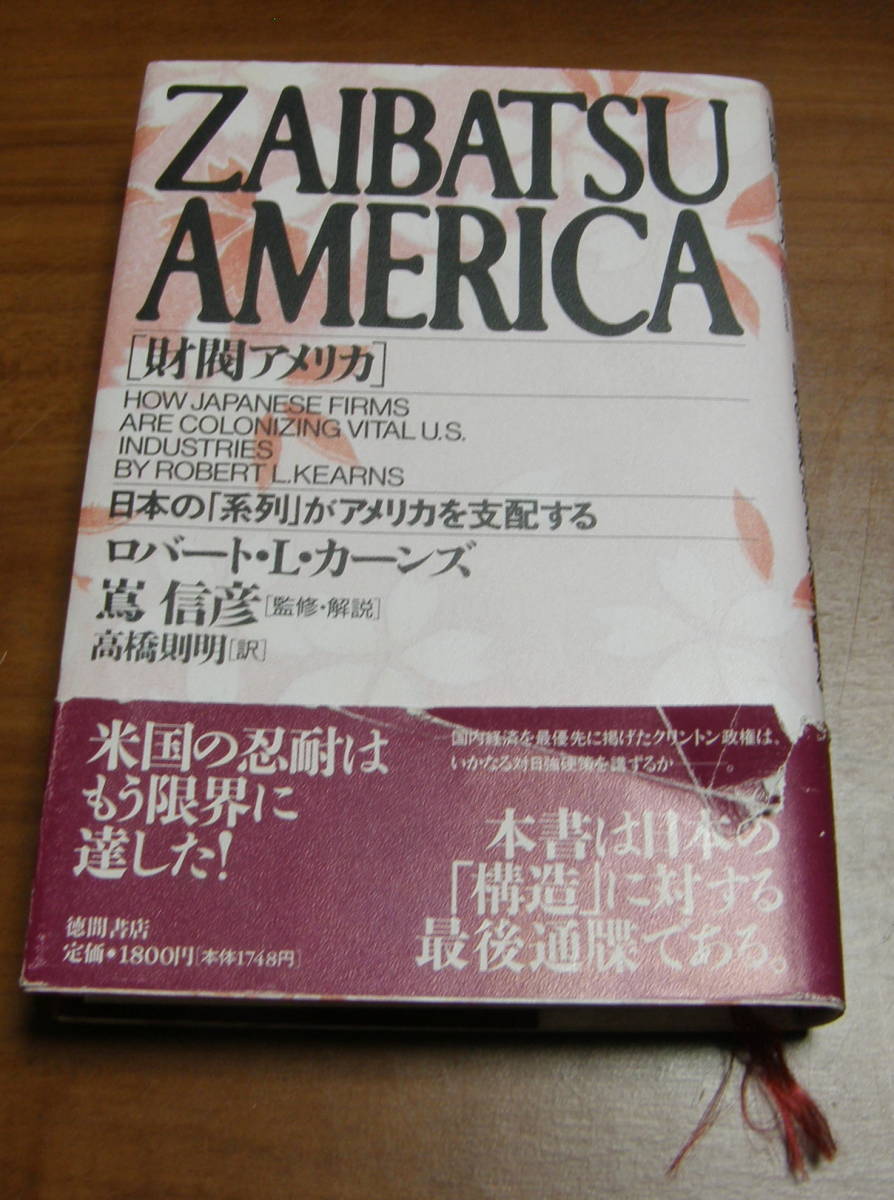 ZAIBATSU
AMERICA
[財閥アメリカ]
HOW JAPANESE FIRMS
ARE COLONIZING VITAL U.S.
INDUSTRIES
BY ROBERT L.KEARNS
日本の「系列」がアメリカを支配する
ロバート・L・カーンズ
嶌 信彦[監修・解説]
高橋則明[訳]
米国の忍耐は
もう限界に
達した!
国内経済を最優先に掲げたクリントン政権は、
いかなる対日強硬策を講ずるか——。
本書は日本の
「構造」に対する
最後通牒である。
徳間書店
定価・1800円[本体1748円]